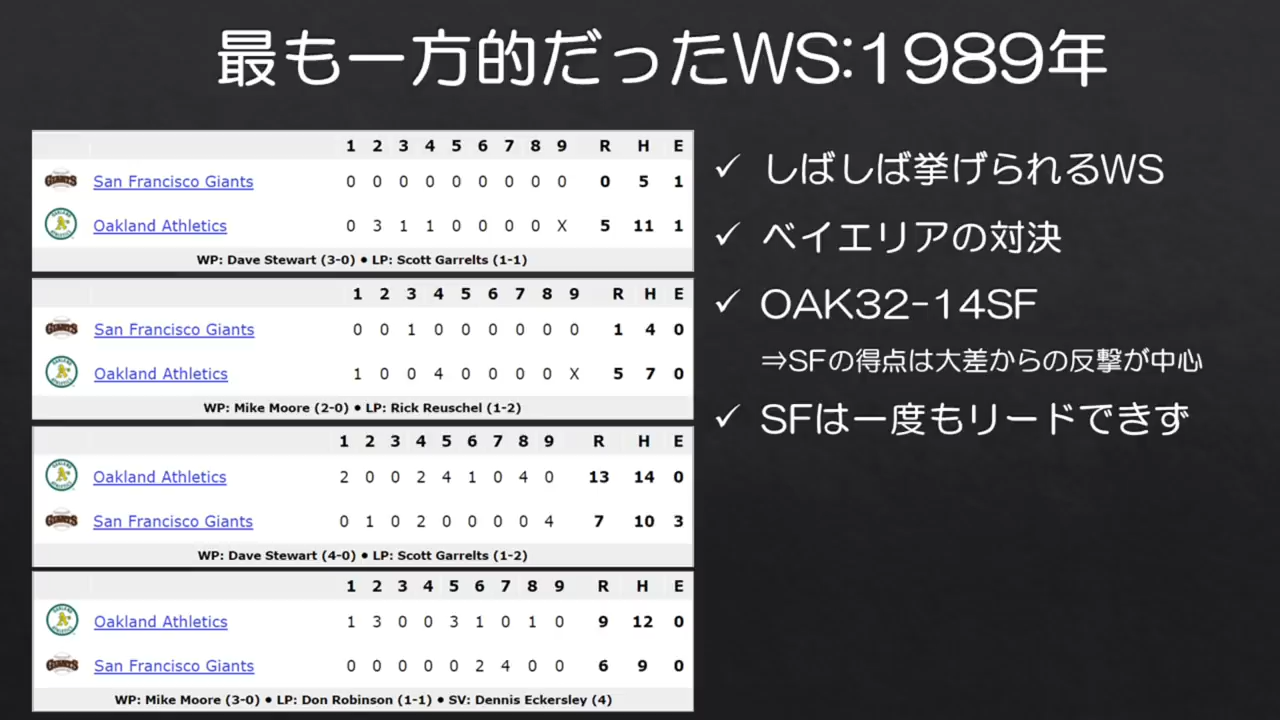 最も一方的だったWS:1989年
1 2 3 4 5 6 7 8 9 R H E
GIANTS San Francisco Giants 0 0 0 0 0 0 0 0 0 0 5 1
Oakland Athletics 0 3 1 1 0 0 0 0 X 5 11 1
WP: Dave Stewart (3-0) • LP: Scott Garrelts (1-1)
1 2 3 4 5 6 7 8 9 R H E
GIANTS San Francisco Giants 0 0 1 0 0 0 0 0 0 1 4 0
Oakland Athletics 1 0 0 4 0 0 0 0 X 5 7 0
WP: Mike Moore (2-0) • LP: Rick Reuschel (1-2)
1 2 3 4 5 6 7 8 9 R H E
Oakland Athletics 2 0 0 2 4 1 0 4 0 13 14 0
GIANTS San Francisco Giants 0 1 0 2 0 0 0 0 4 7 10 3
WP: Dave Stewart (4-0) • LP: Scott Garrelts (1-2)
1 2 3 4 5 6 7 8 9 R H E
Oakland Athletics 1 3 0 0 3 1 0 1 0 9 12 0
GIANTS San Francisco Giants 0 0 0 0 0 2 4 0 0 6 9 0
WP: Mike Moore (3-0) • LP: Don Robinson (1-1) • SV: Dennis Eckersley (4)
✓ しばしば挙げられるWS
✓ ベイエリアの対決
✓ OAK32-14SF
⇒SFの得点は大差からの反撃が中心
✓ SFは一度もリードできず